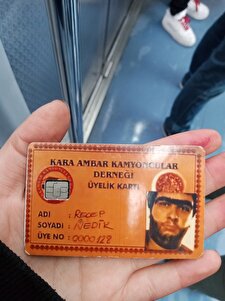 KARA AMBAR KAMYONCULAR
DERNEĞİ
ÜYELİK KARTI
ADI : RECEP
SOYADI : İVEDİK
ÜYE NO : 0000128